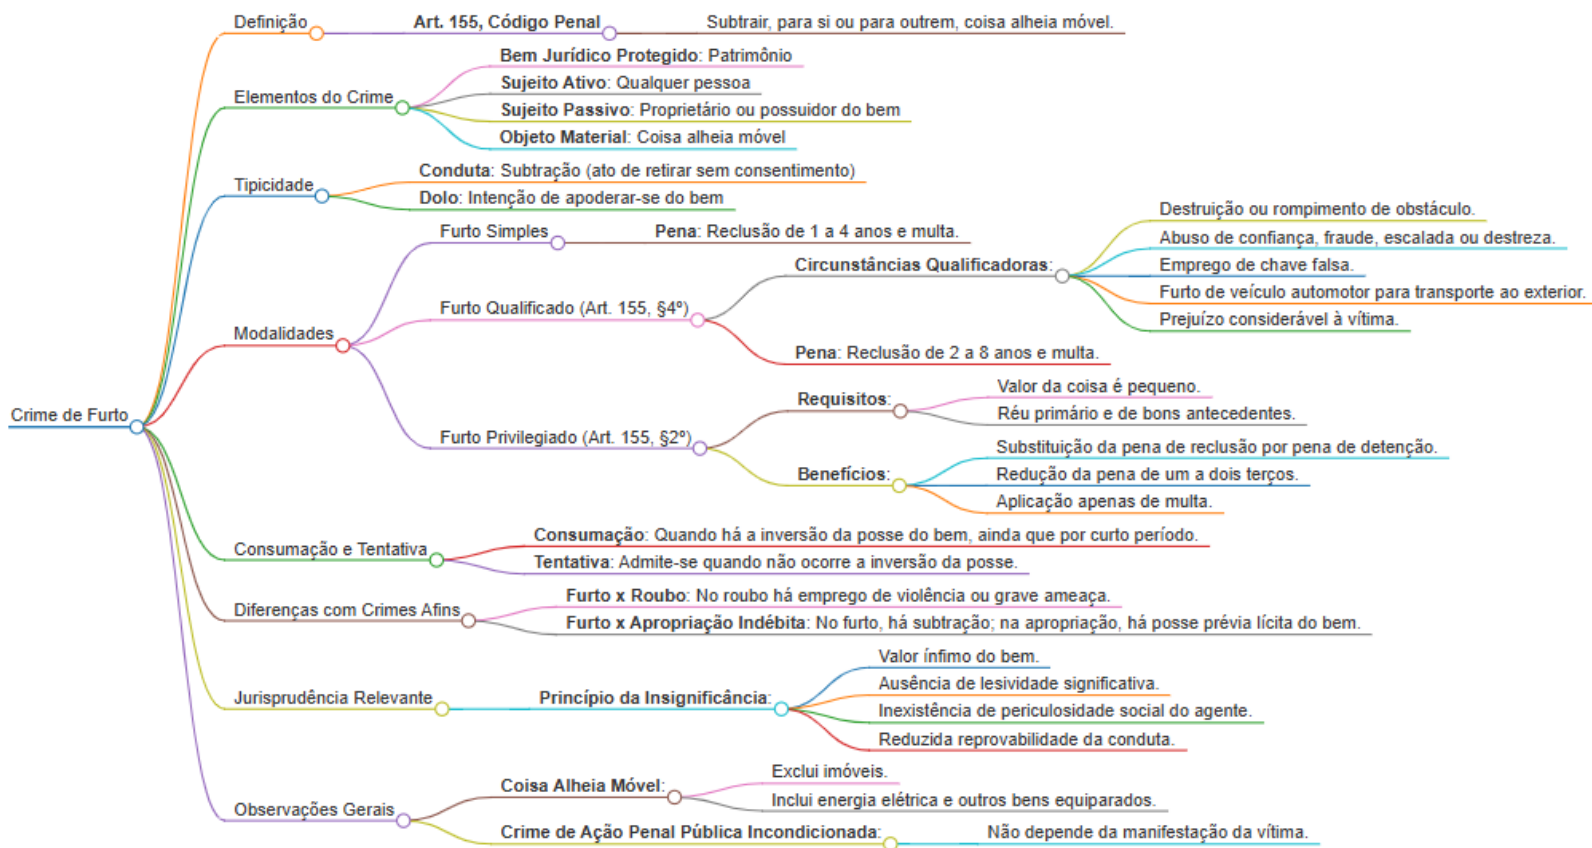 Crime de Furto
Definição
Art. 155, Código Penal
Subtrair, para si ou para outrem, coisa alheia móvel.
Elementos do Crime
Bem Jurídico Protegido: Patrimônio
Sujeito Ativo: Qualquer pessoa
Sujeito Passivo: Proprietário ou possuidor do bem
Objeto Material: Coisa alheia móvel
Tipicidade
Conduta: Subtração (ato de retirar sem consentimento)
Dolo: Intenção de apoderar-se do bem
Modalidades
Furto Simples
Pena: Reclusão de 1 a 4 anos e multa.
Furto Qualificado (Art. 155, §4º)
Circunstâncias Qualificadoras:
Destruição ou rompimento de obstáculo.
Abuso de confiança, fraude, escalada ou destreza.
Emprego de chave falsa.
Furto de veículo automotor para transporte ao exterior.
Prejuízo considerável à vítima.
Pena: Reclusão de 2 a 8 anos e multa.
Furto Privilegiado (Art. 155, §2º)
Requisitos:
Valor da coisa é pequeno.
Réu primário e de bons antecedentes.
Benefícios:
Substituição da pena de reclusão por pena de detenção.
Redução da pena de um a dois terços.
Aplicação apenas de multa.
Consumação e Tentativa
Consumação: Quando há a inversão da posse do bem, ainda que por curto período.
Tentativa: Admite-se quando não ocorre a inversão da posse.
Diferenças com Crimes Afins
Furto x Roubo: No roubo há emprego de violência ou grave ameaça.
Furto x Apropriação Indébita: No furto, há subtração; na apropriação, há posse prévia lícita do bem.
Jurisprudência Relevante
Princípio da Insignificância:
Valor ínfimo do bem.
Ausência de lesividade significativa.
Inexistência de periculosidade social do agente.
Reduzida reprovabilidade da conduta.
Observações Gerais
Coisa Alheia Móvel:
Exclui imóveis.
Inclui energia elétrica e outros bens equiparados.
Crime de Ação Penal Pública Incondicionada:
Não depende da manifestação da vítima.